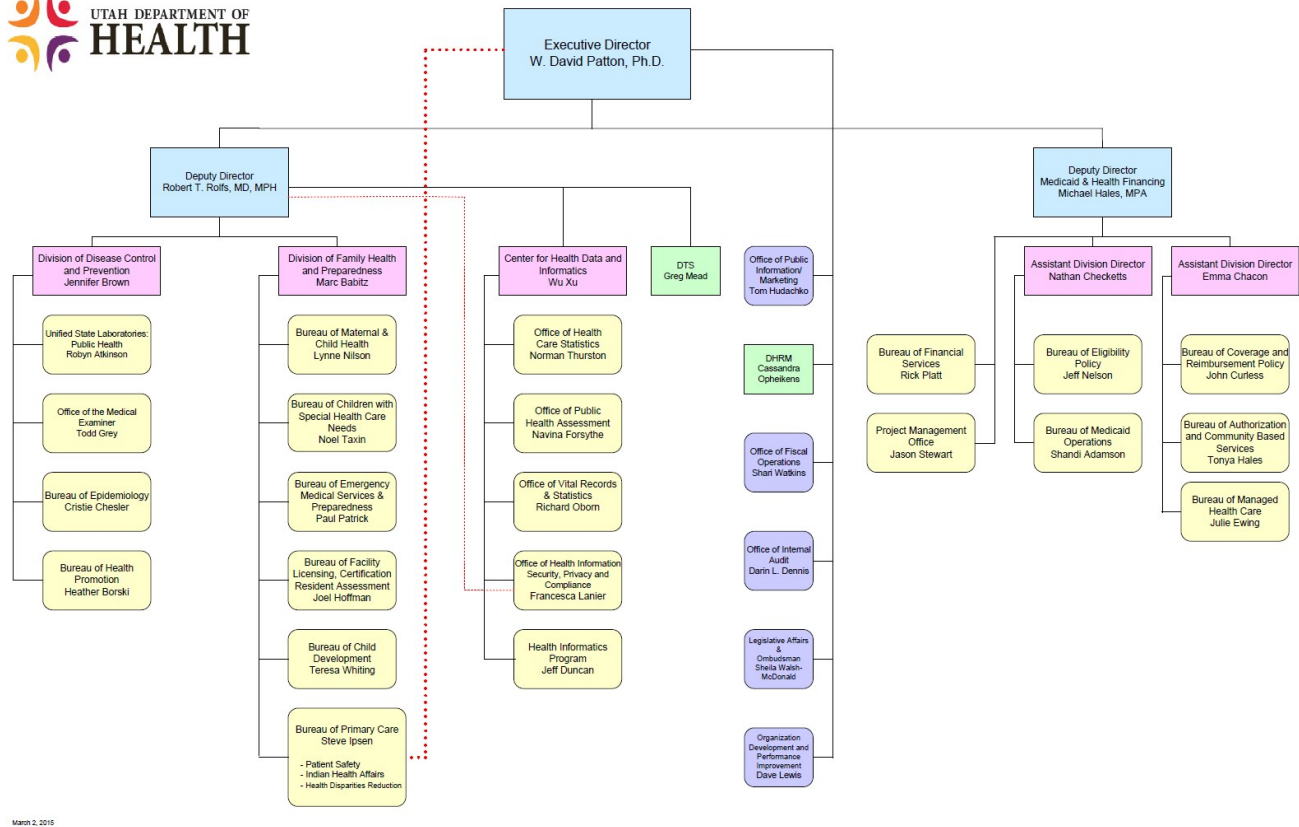 UTAH DEPARTMENT OF
HEALTH
Executive Director
W. David Patton, Ph.D.
Deputy Director
Robert T. Rolfs, MD, MPH
Deputy Director
Medicaid & Health Financing
Michael Hales, MPA
Division of Disease Control
and Prevention
Jennifer Brown
Division of Family Health
and Preparedness
Marc Babitz
Center for Health Data and
Informatics
Wu Xu
DTS
Greg Mead
Office of Public
Information/
Marketing
Tom Hudachko
Assistant Division Director
Nathan Checketts
Assistant Division Director
Emma Chacon
Unified State Laboratories:
Public Health
Robyn Atkinson
Office of the Medical
Examiner
Todd Grey
Bureau of Epidemiology
Cristie Chesler
Bureau of Health
Promotion
Heather Borski
Bureau of Maternal &
Child Health
Lynne Nilson
Bureau of Children with
Special Health Care
Needs
Noel Taxin
Bureau of Emergency
Medical Services &
Preparedness
Paul Patrick
Bureau of Facility
Licensing, Certification
Resident Assessment
Joel Hoffman
Bureau of Child
Development
Teresa Whiting
Bureau of Primary Care
Steve Ipsen
- Patient Safety
- Indian Health Affairs
- Health Disparities Reduction
Office of Health
Care Statistics
Norman Thurston
Office of Public
Health Assessment
Navina Forsythe
Office of Vital Records
& Statistics
Richard Oborn
Office of Health Information
Security, Privacy and
Compliance
Francesca Lanier
Health Informatics
Program
Jeff Duncan
DHRM
Cassandra
Opheikens
Office of Fiscal
Operations
Shari Watkins
Office of Internal
Audit
Darin L. Dennis
Legislative Affairs
&
Ombudsman
Sheila Walsh-
McDonald
Organization
Development and
Performance
Improvement
Dave Lewis
Bureau of Financial
Services
Rick Platt
Project Management
Office
Jason Stewart
Bureau of Eligibility
Policy
Jeff Nelson
Bureau of Medicaid
Operations
Shandi Adamson
Bureau of Coverage and
Reimbursement Policy
John Curless
Bureau of Authorization
and Community Based
Services
Tonya Hales
Bureau of Managed
Health Care
Julie Ewing
March 2, 2015